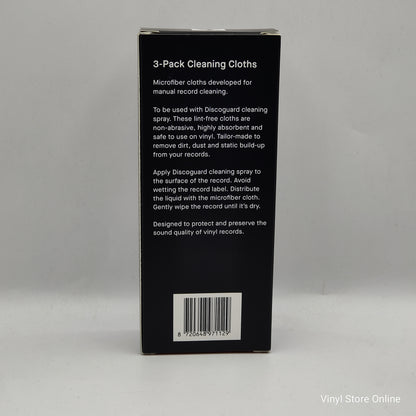 3-Pack Cleaning Cloths
Microfiber cloths developed for
manual record cleaning.
To be used with Discoguard cleaning
spray. These lint-free cloths are
non-abrasive, highly absorbent and
safe to use on vinyl. Tailor-made to
remove dirt, dust and static build-up
from your records.
Apply Discoguard cleaning spray to
the surface of the record. Avoid
wetting the record label. Distribute
the liquid with the microfiber cloth.
Gently wipe the record until it's dry.
Designed to protect and preserve the
sound quality of vinyl records.
8 720648 971129
Vinyl Store Online